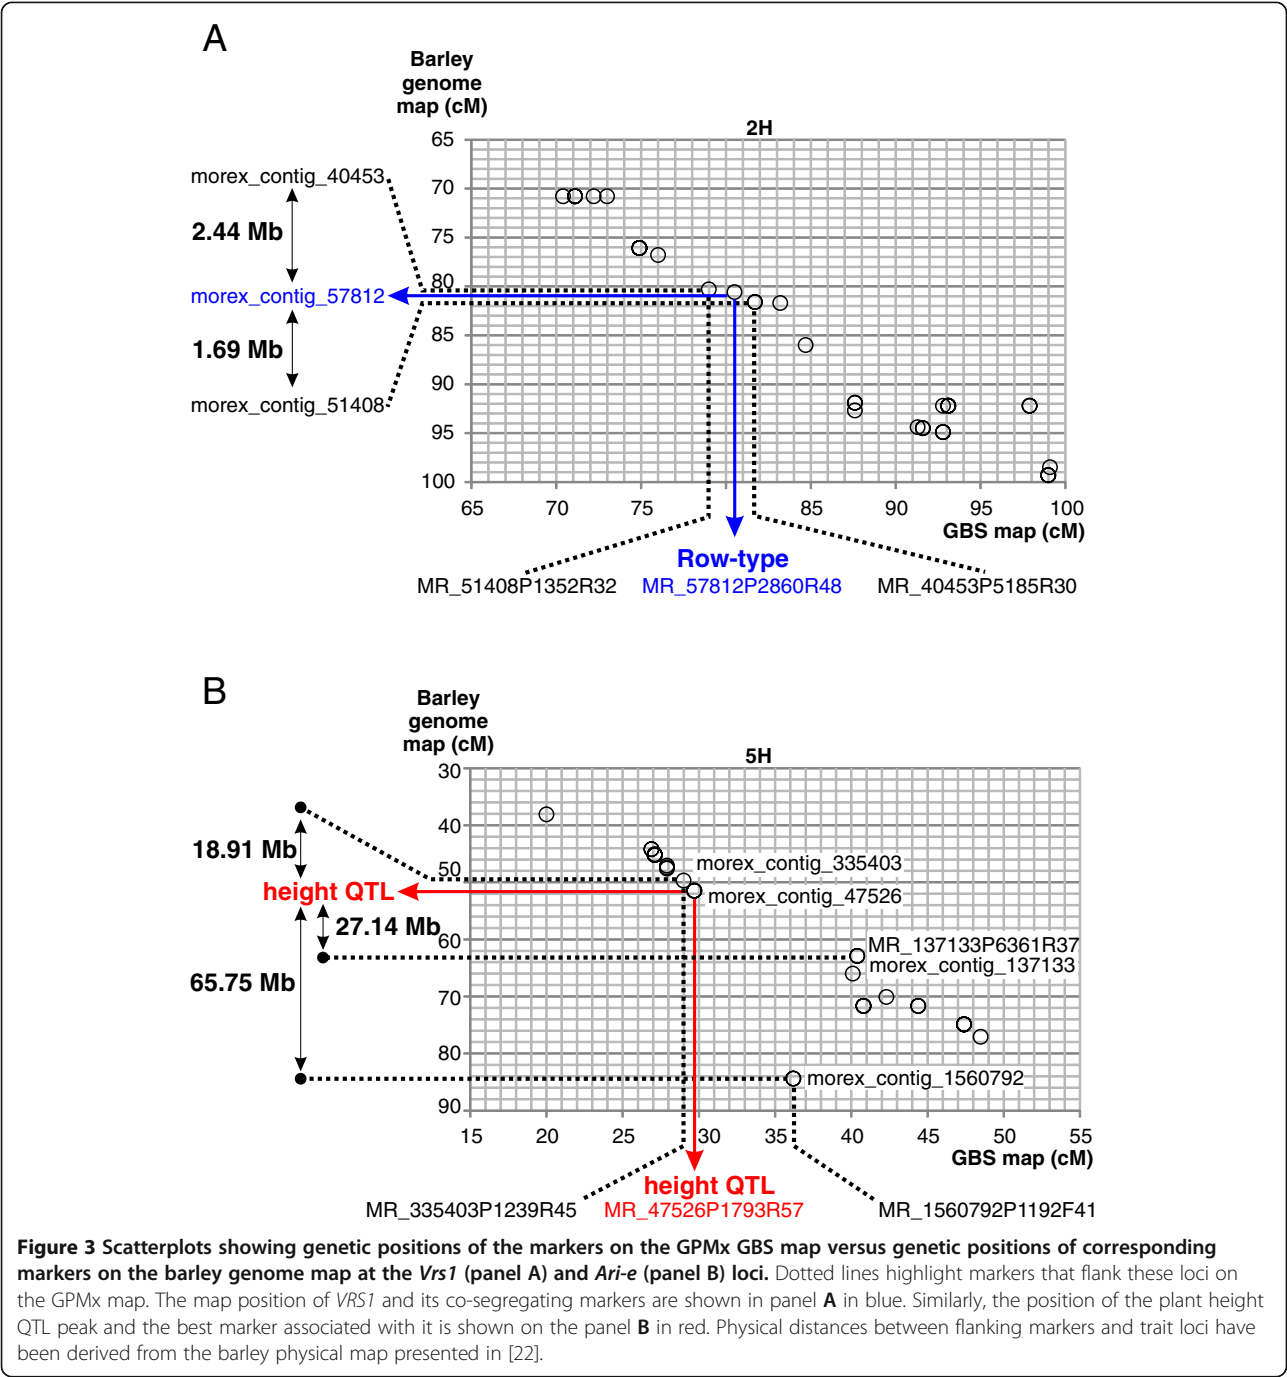 A
Barley
genome
map (cM)
2H
65
70
75
80
85
90
95
100
65
70
75
85
90
95
100
GBS map (cM)
morex_contig_40453
2.44 Mb
morex_contig_57812
1.69 Mb
morex_contig_51408
Row-type
MR_51408P1352R32
MR_57812P2860R48
MR_40453P5185R30
B
Barley
genome
map (cM)
5H
30
40
50
60
70
80
90
15
20
25
30
35
40
45
50
55
GBS map (cM)
18.91 Mb
height QTL
27.14 Mb
65.75 Mb
morex_contig_335403
morex_contig_47526
MR_137133P6361R37
morex_contig_137133
morex_contig_1560792
height QTL
MR_335403P1239R45
MR_47526P1793R57
MR_1560792P1192F41
Figure 3 Scatterplots showing genetic positions of the markers on the GPMx GBS map versus genetic positions of corresponding
markers on the barley genome map at the Vrs1 (panel A) and Ari-e (panel B) loci. Dotted lines highlight markers that flank these loci on
the GPMx map. The map position of VRS1 and its co-segregating markers are shown in panel A in blue. Similarly, the position of the plant height
QTL peak and the best marker associated with it is shown on the panel B in red. Physical distances between flanking markers and trait loci have
been derived from the barley physical map presented in [22].